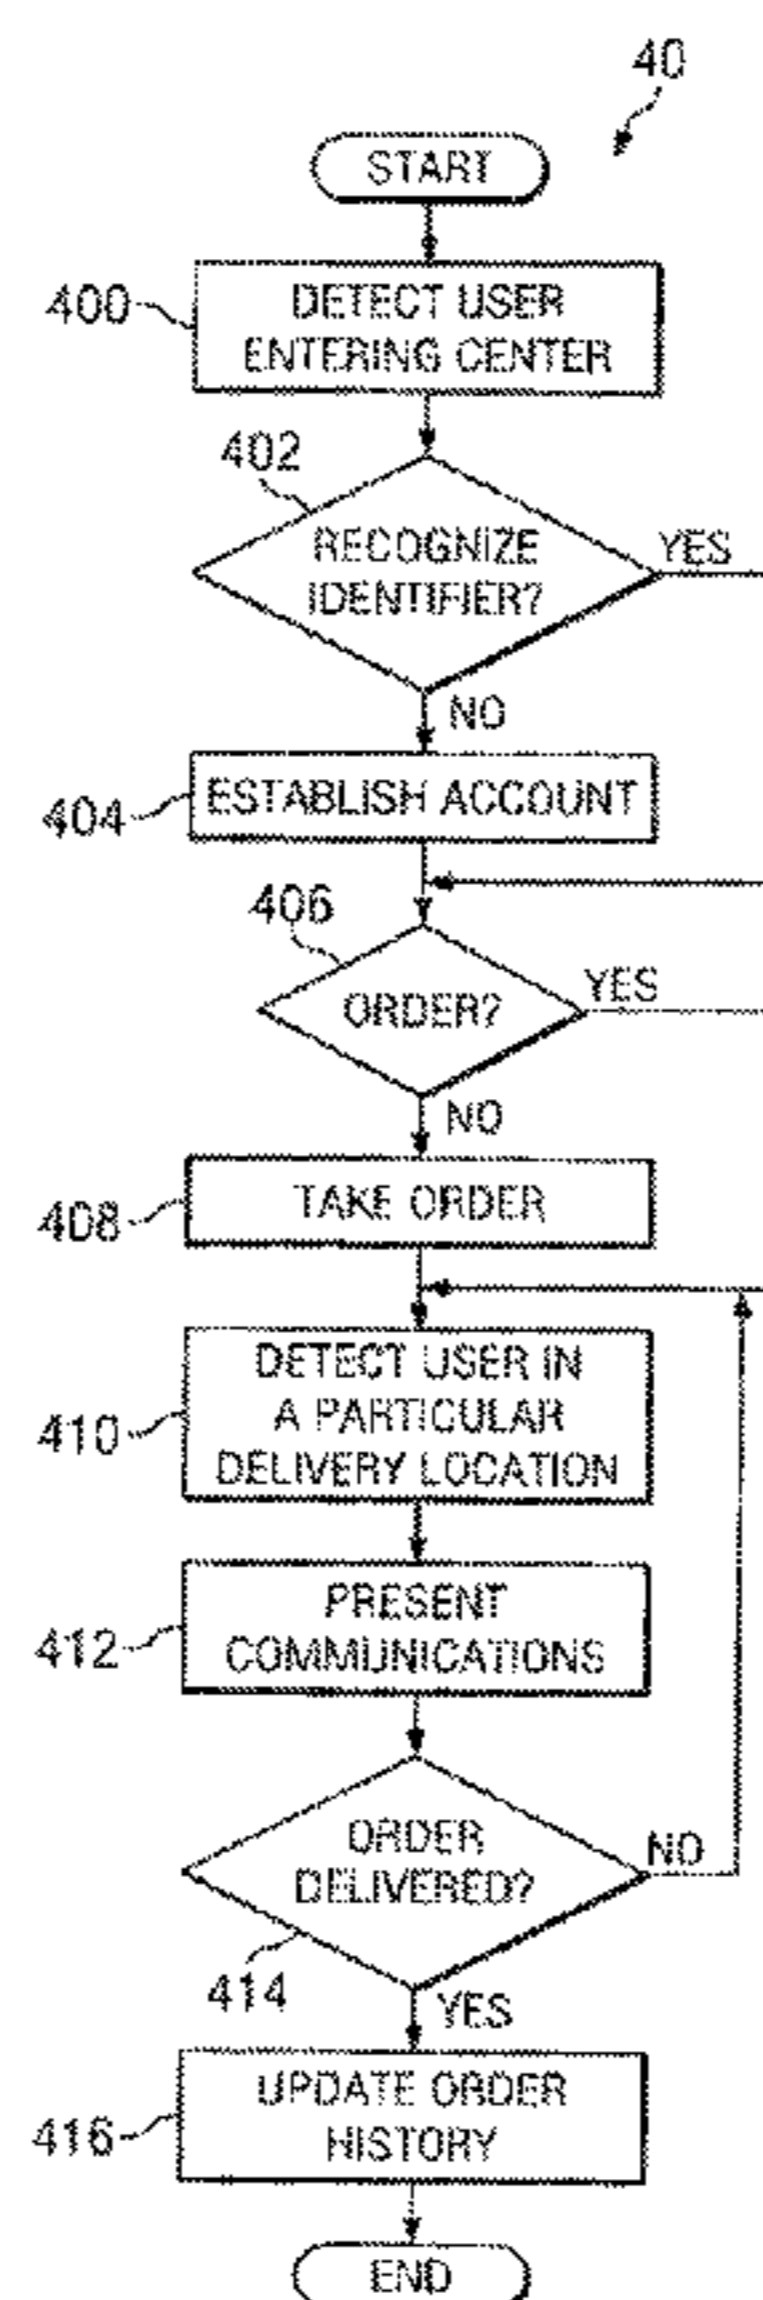 40
START
400
DETECT USER
ENTERING CENTER
402
RECOGNIZE
IDENTIFIER?
YES
NO
404
ESTABLISH ACCOUNT
406
ORDER?
YES
NO
408
TAKE ORDER
410
DETECT USER IN
A PARTICULAR
DELIVERY LOCATION
412
PRESENT
COMMUNICATIONS
ORDER
DELIVERED?
NO
414
YES
416
UPDATE ORDER
HISTORY
END